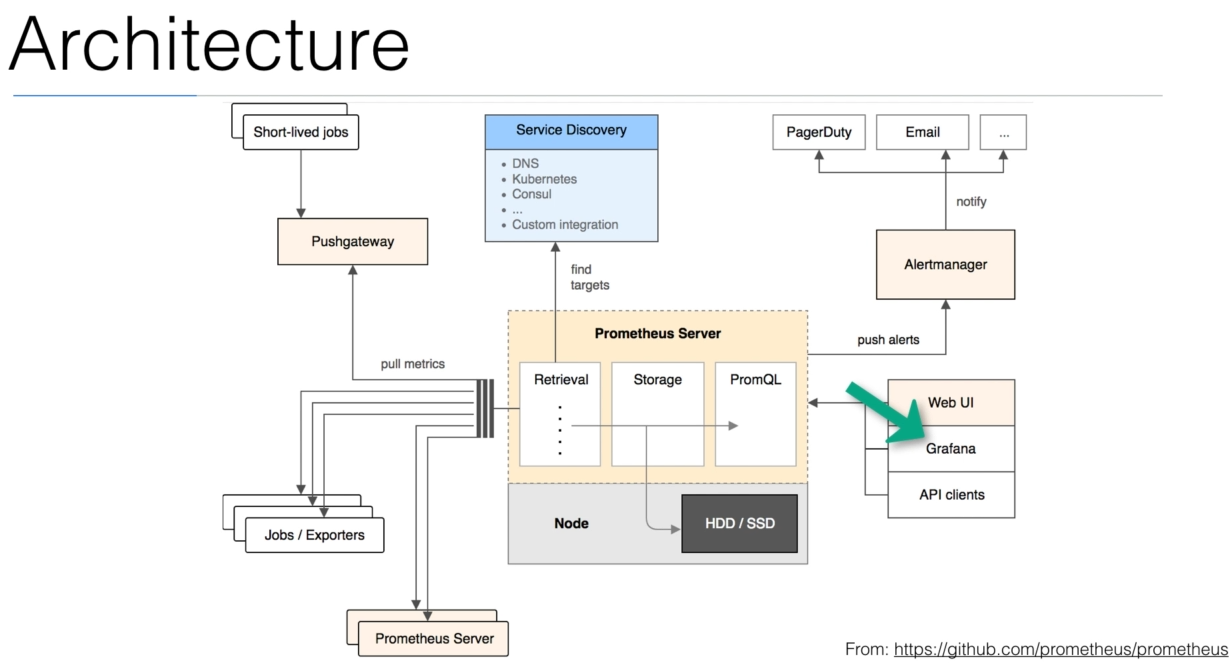 Architecture
Short-lived jobs
Service Discovery
• DNS
• Kubernetes
• Consul
• ...
• Custom integration
PagerDuty
Email
...
notify
Pushgateway
find
targets
Alertmanager
Prometheus Server
push alerts
pull metrics
Retrieval
Storage
PromQL
Web UI
Grafana
API clients
Node
HDD / SSD
Jobs / Exporters
Prometheus Server
From: https://github.com/prometheus/prometheus